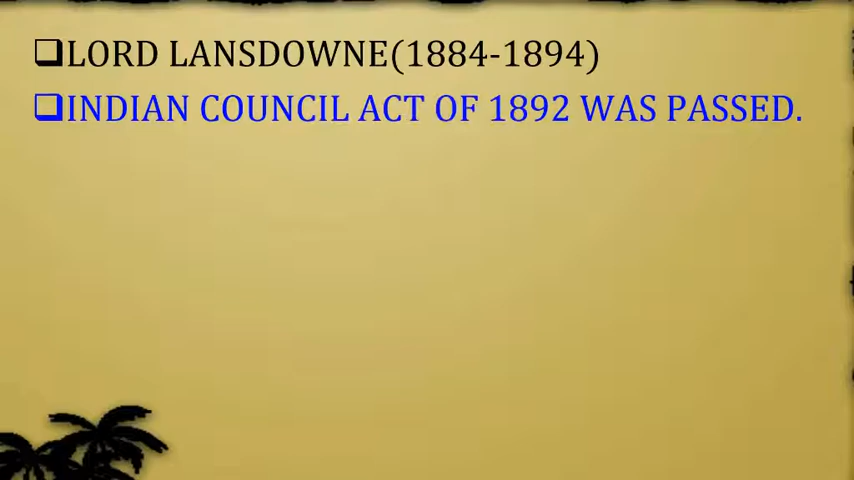 ❑LORD LANSDOWNE(1884-1894)
❑INDIAN COUNCIL ACT OF 1892 WAS PASSED.